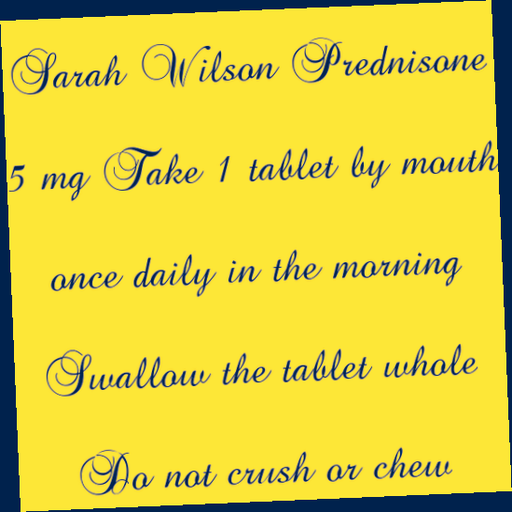 Sarah Wilson Prednisone
5 mg Take 1 tablet by mouth
once daily in the morning
Swallow the tablet whole
Do not crush or chew